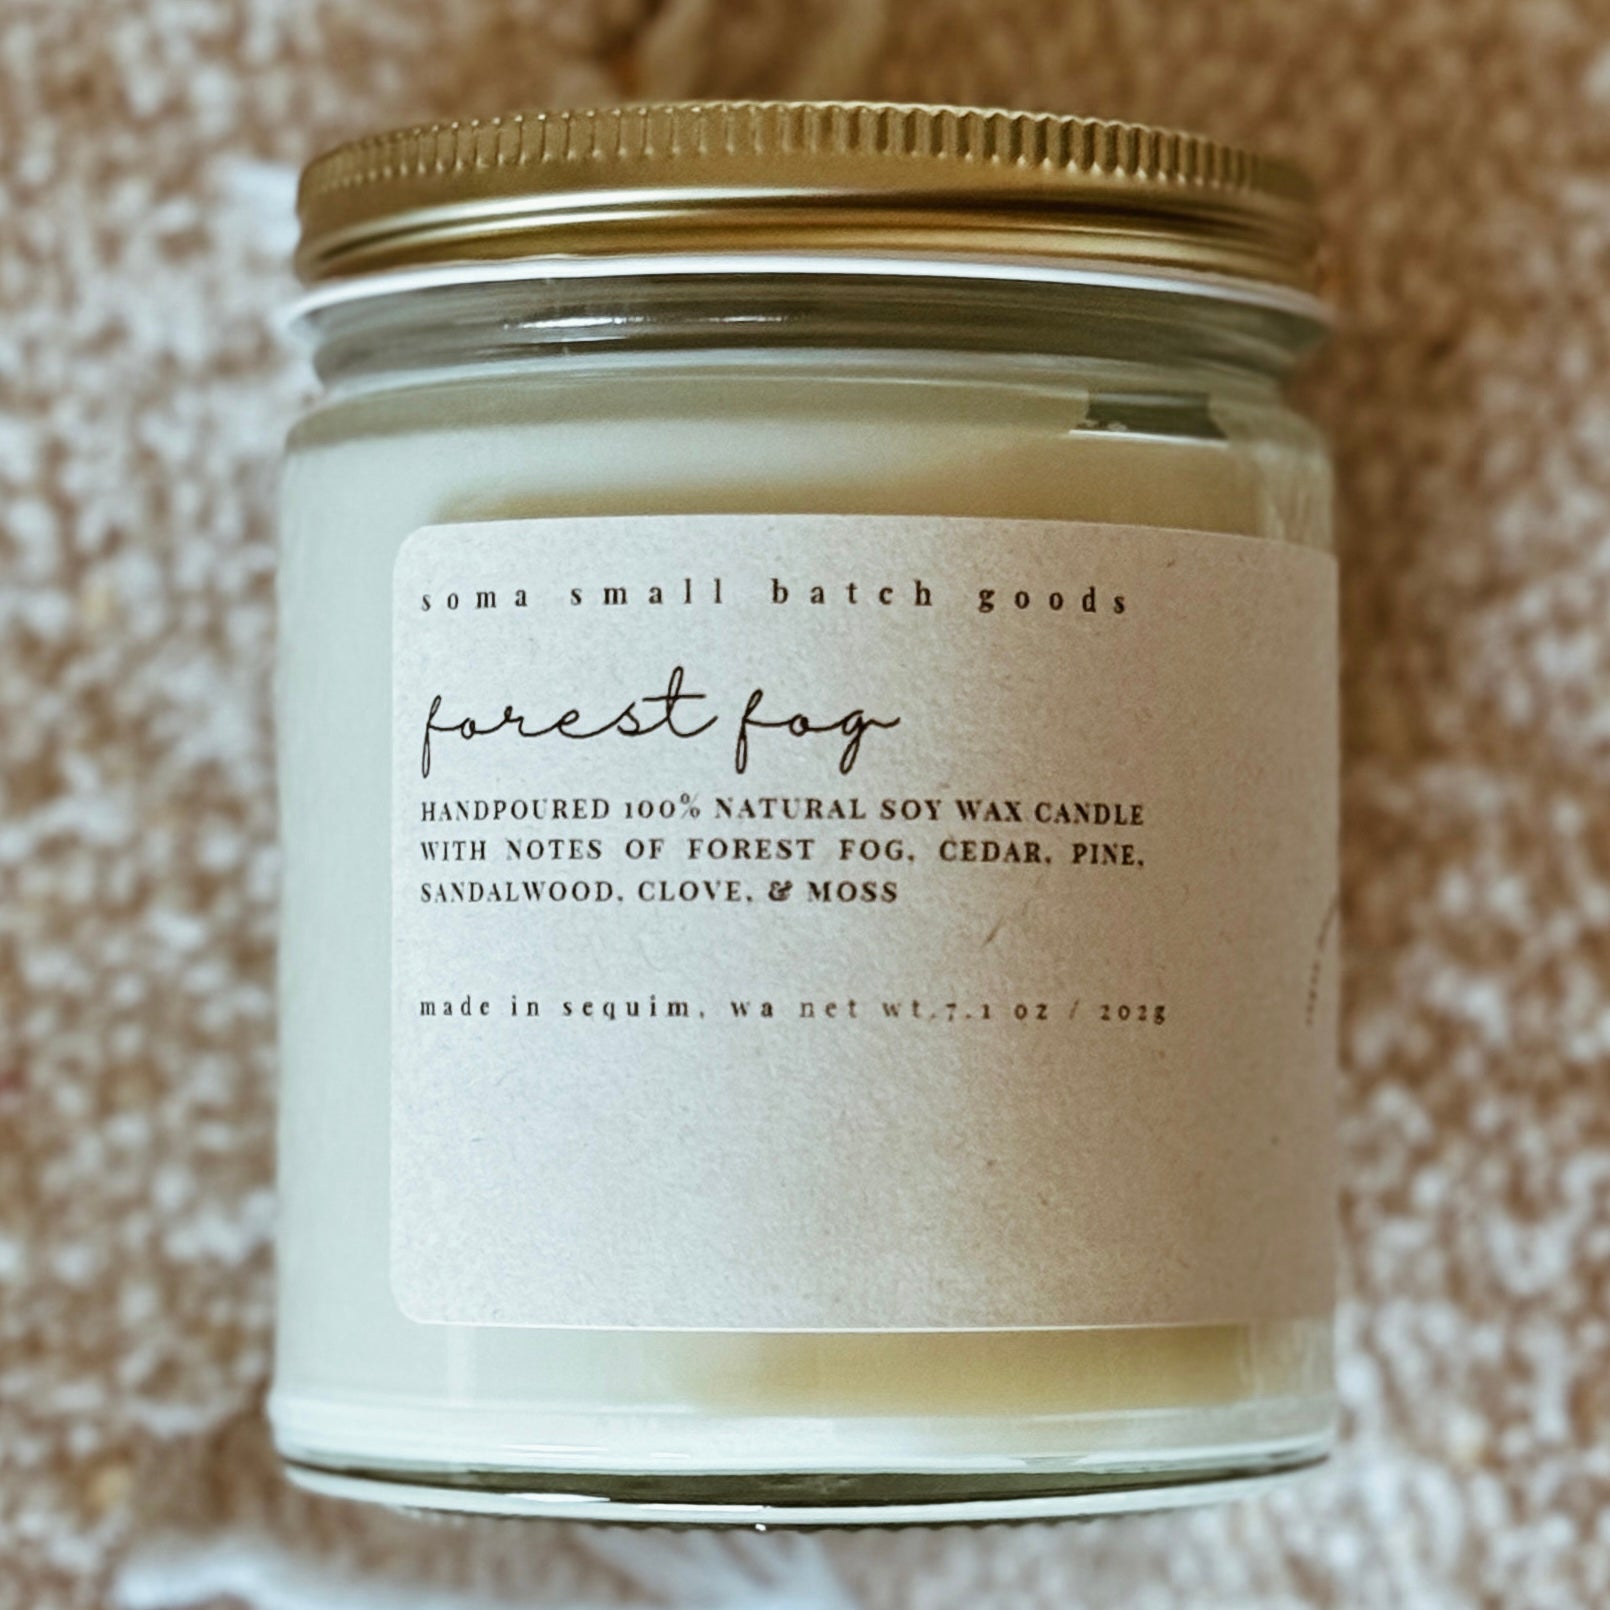 soma small batch goods
forest fog
HANDPOURED 100% NATURAL SOY WAX CANDLE
WITH NOTES OF FOREST FOG, CEDAR, PINE,
SANDALWOOD, CLOVE, & MOSS
made in sequim, wa net wt.7.1 oz / 202g